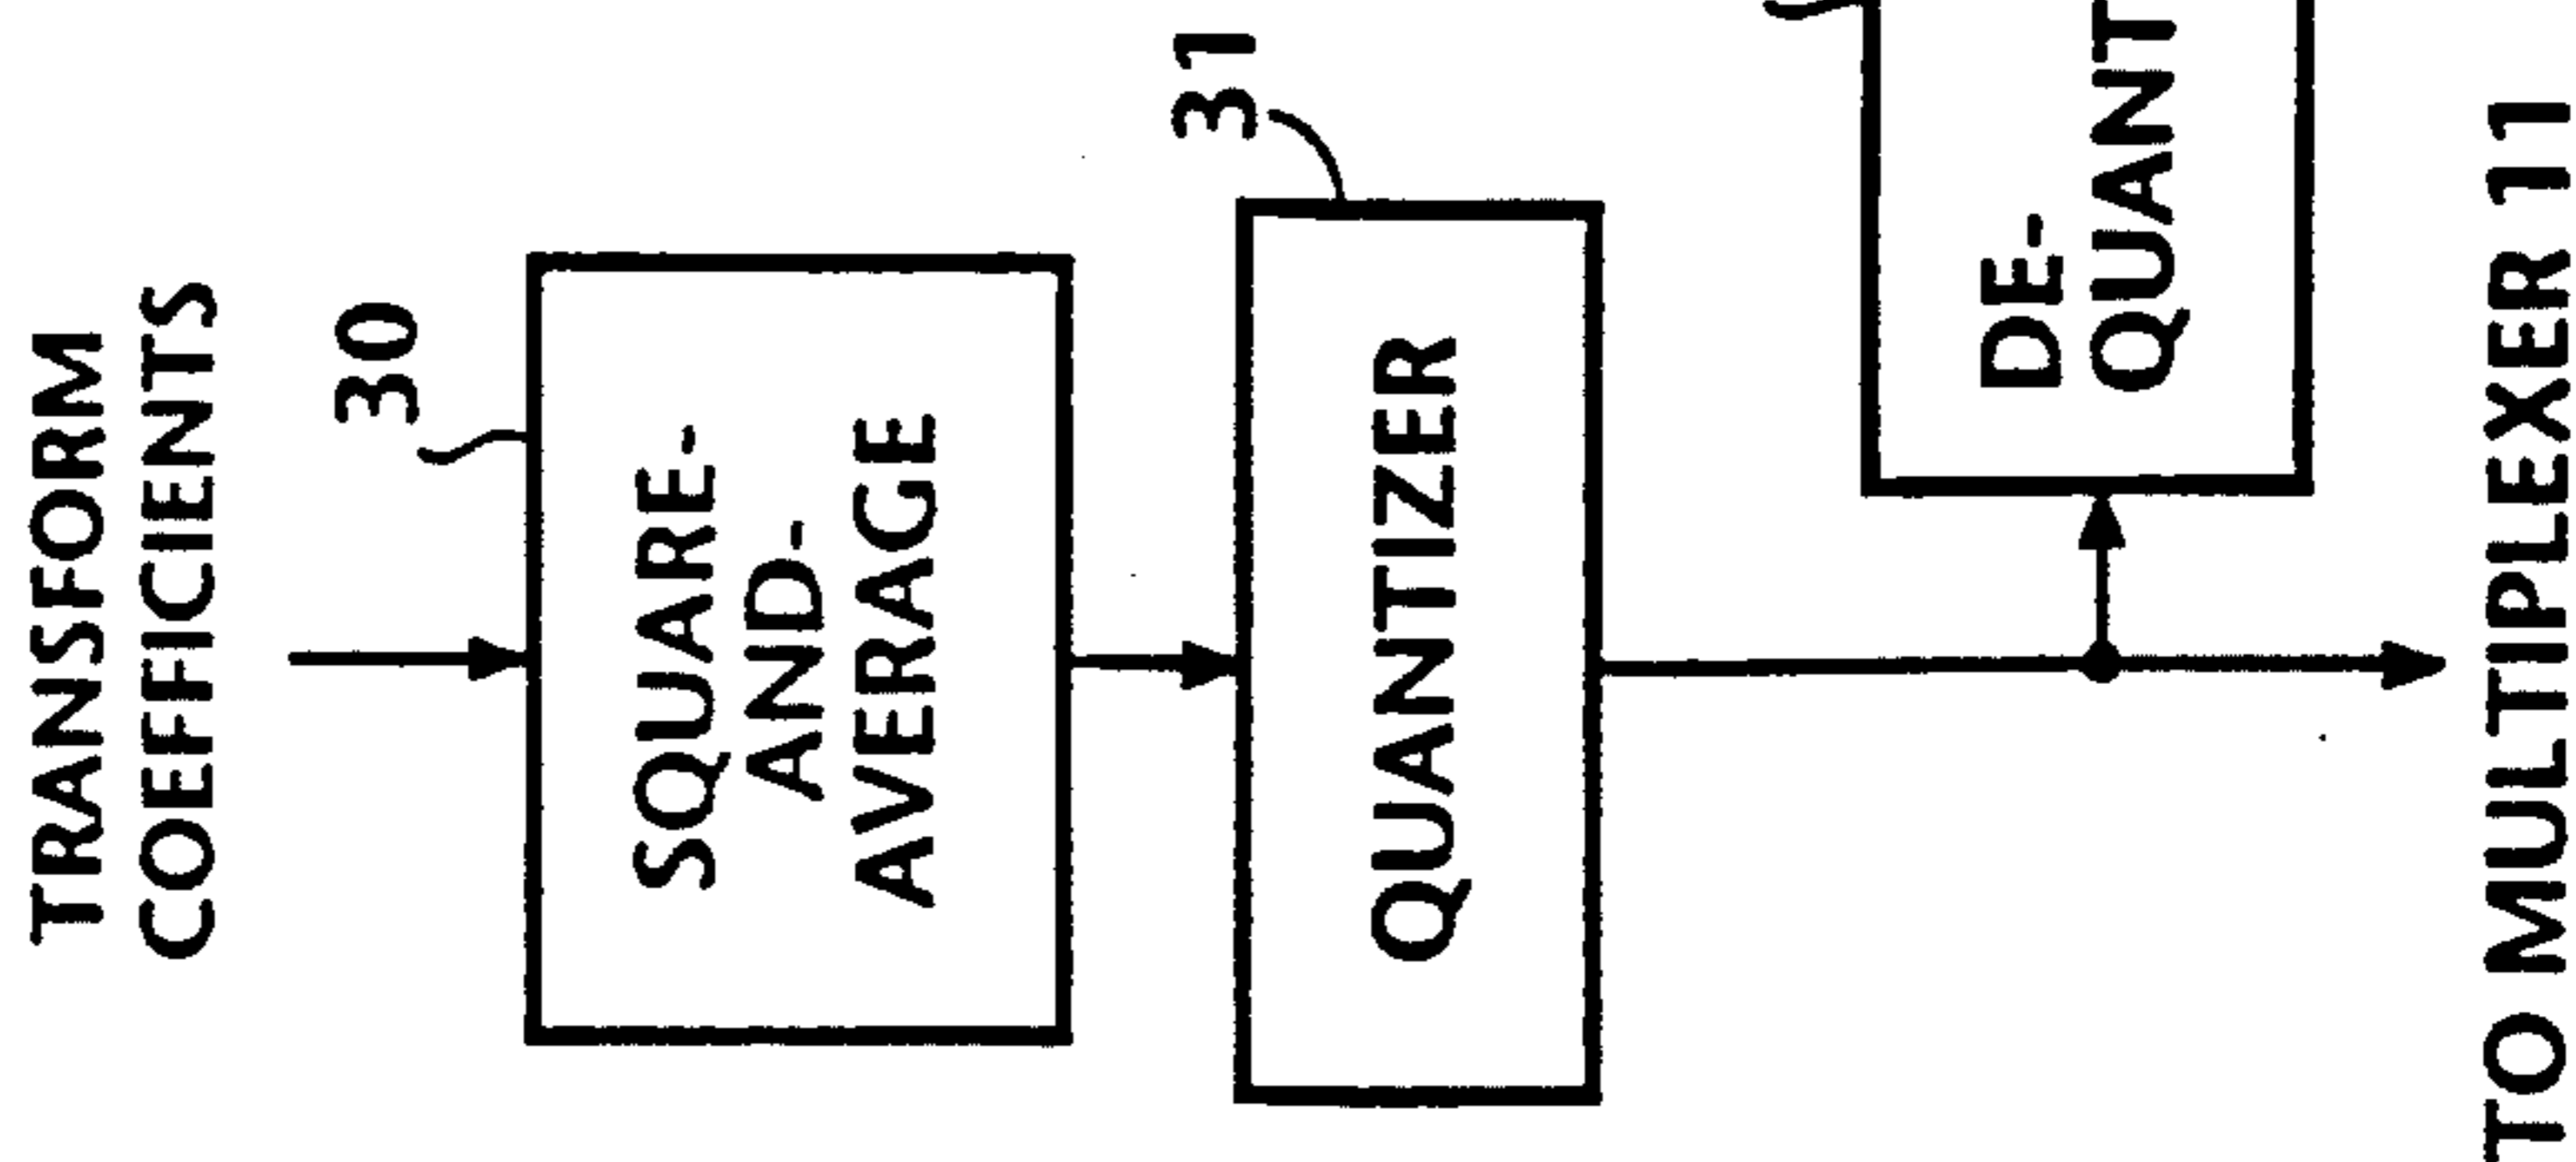 TRANSFORM
COEFFICIENTS
30
SQUARE-
AND-
AVERAGE
31
QUANTIZER
DE-
QUANT
TO MULTIPLEXER 11